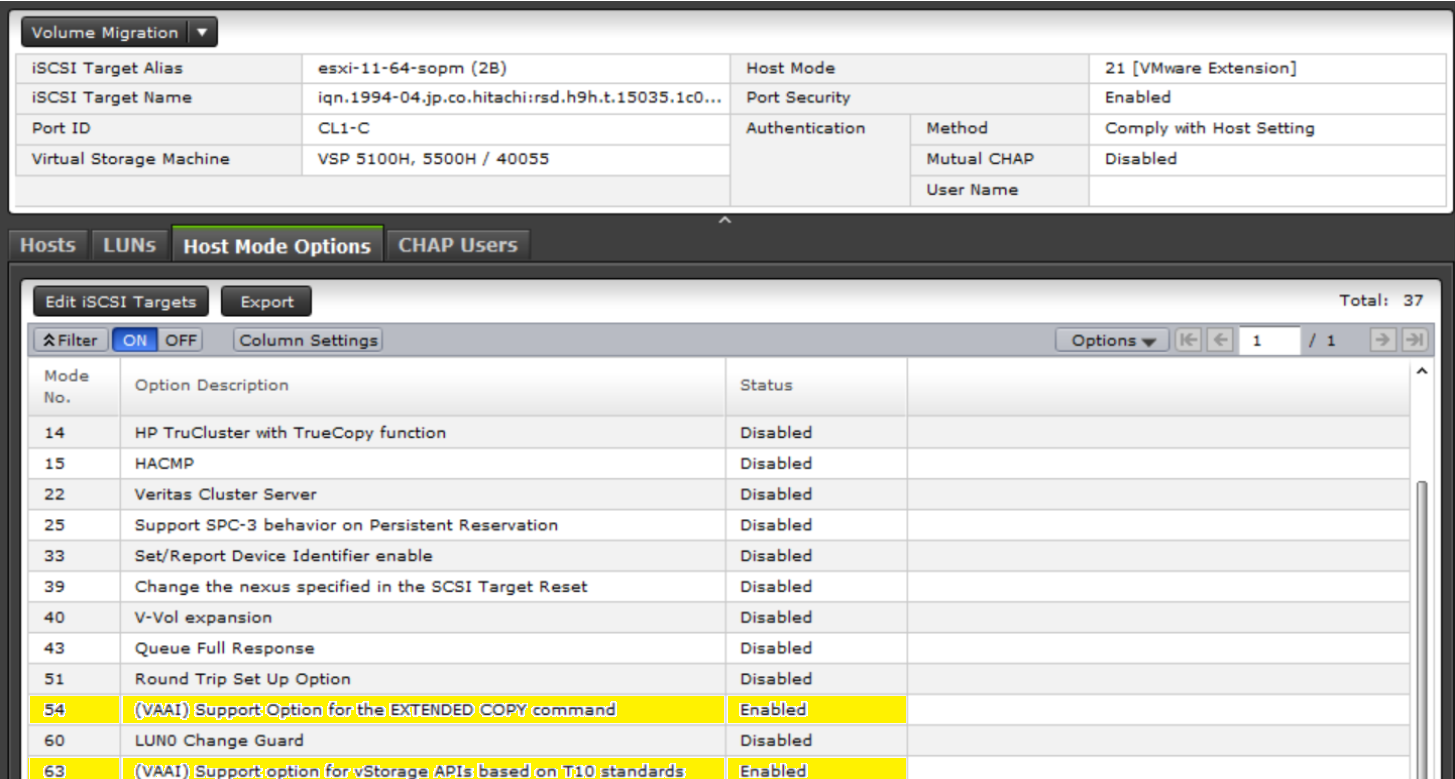 Volume Migration
iSCSI Target Alias esxi-11-64-sopm (2B) Host Mode 21 [VMware Extension]
iSCSI Target Name iqn.1994-04.jp.co.hitachi:rsd.h9h.t.15035.1c0... Port Security Enabled
Port ID CL1-C Authentication Method Comply with Host Setting
Virtual Storage Machine VSP 5100H, 5500H / 40055 Mutual CHAP Disabled
User Name
Hosts LUNs Host Mode Options CHAP Users
Edit iSCSI Targets Export Total: 37
Filter ON OFF Column Settings Options 1 / 1
Mode
No. Option Description Status
14 HP TruCluster with TrueCopy function Disabled
15 HACMP Disabled
22 Veritas Cluster Server Disabled
25 Support SPC-3 behavior on Persistent Reservation Disabled
33 Set/Report Device Identifier enable Disabled
39 Change the nexus specified in the SCSI Target Reset Disabled
40 V-Vol expansion Disabled
43 Queue Full Response Disabled
51 Round Trip Set Up Option Disabled
54 (VAAI) Support Option for the EXTENDED COPY command Enabled
60 LUN0 Change Guard Disabled
63 (VAAI) Support option for vStorage APIs based on T10 standards Enabled